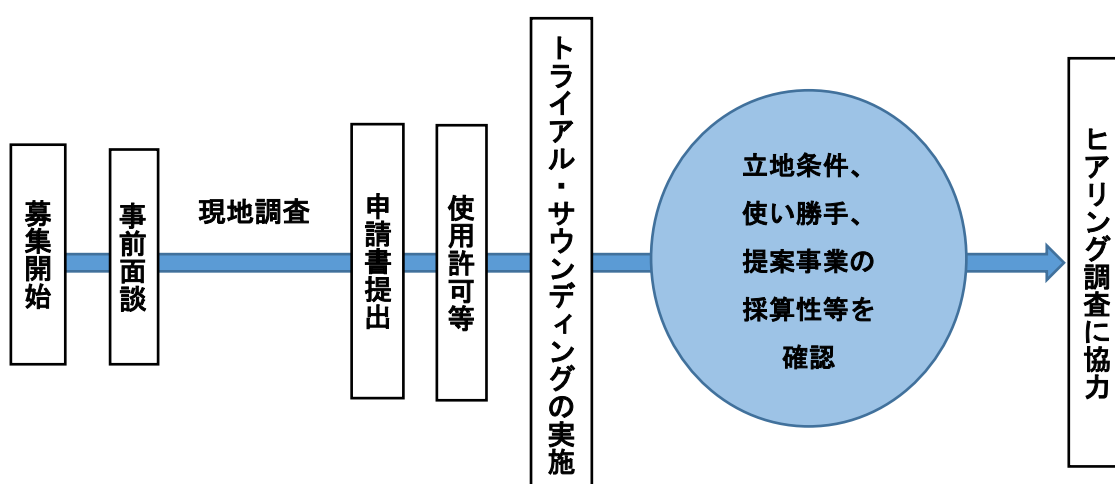 募集開始
事前面談
現地調査
申請書提出
使用許可等
トライアル・サウンディングの実施
立地条件、
使い勝手、
提案事業の
採算性等を
確認
ヒアリング調査に協力